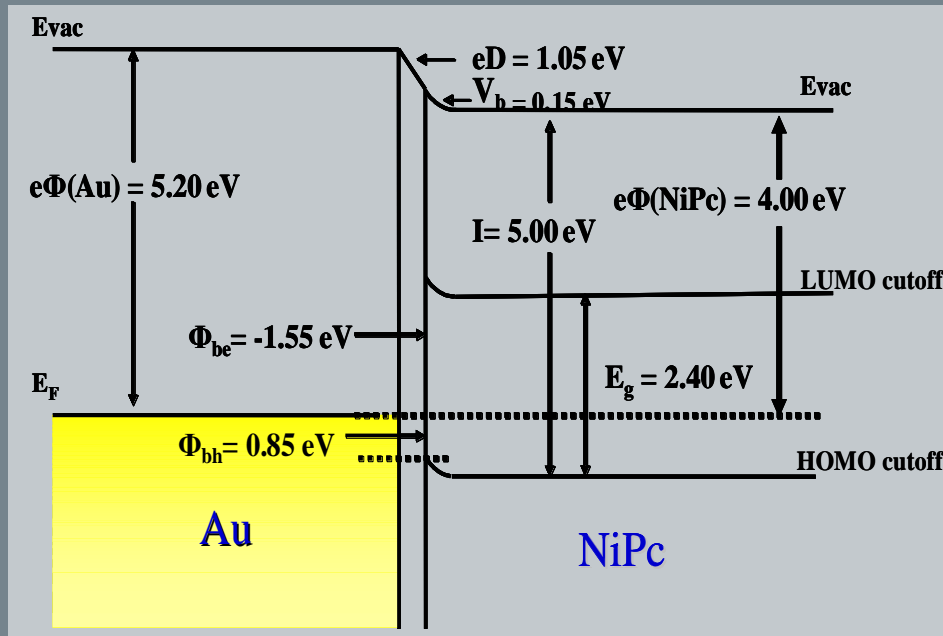 Evac
eD = 1.05 eV
Vb = 0.15 eV
Evac
eΦ(Au) = 5.20 eV
eΦ(NiPc) = 4.00 eV
I= 5.00 eV
LUMO cutoff
Φbe= -1.55 eV
EF
Eg = 2.40 eV
Φbh= 0.85 eV
HOMO cutoff
Au
NiPc